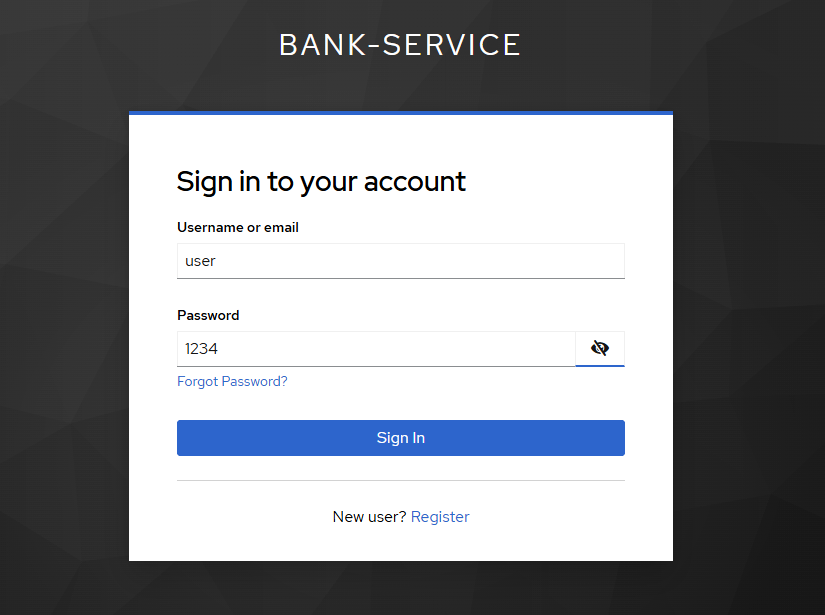 BANK-SERVICE
Sign in to your account
Username or email
user
Password
1234
Forgot Password?
Sign In
New user? Register